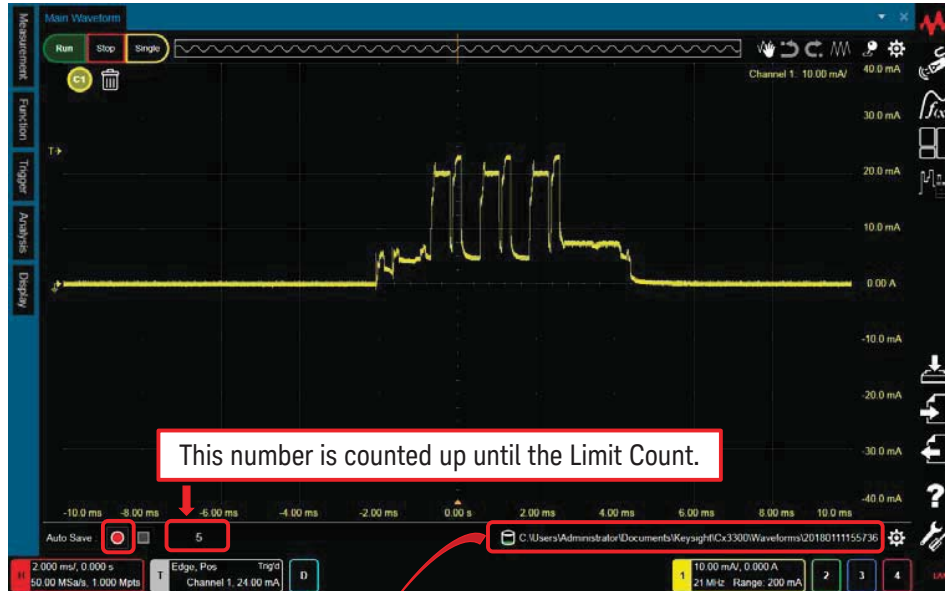 Main Waveform
Measurement
Function
Trigger
Analysis
Display
Run
Stop
Single
C1
Channel 1: 10.00 mA/
40.0 mA
30.0 mA
20.0 mA
10.0 mA
0.00 A
-10.0 mA
-20.0 mA
-30.0 mA
-40.0 mA
T
f(x)
This number is counted up until the Limit Count.
-10.0 ms -8.00 ms -6.00 ms -4.00 ms -2.00 ms 0.00 s 2.00 ms 4.00 ms 6.00 ms 8.00 ms 10.0 ms
Auto Save : 5 C:\Users\Administrator\Documents\Keysight\Cx3300\Waveforms\20180111155736
?
H 2.000 ms/, 0.000 s
50.00 MSa/s, 1.000 Mpts
T Edge, Pos Trig'd
Channel 1, 24.00 mA
D
1 10.00 mA/, 0.000 A
21 MHz Range: 200 mA
2
3
4